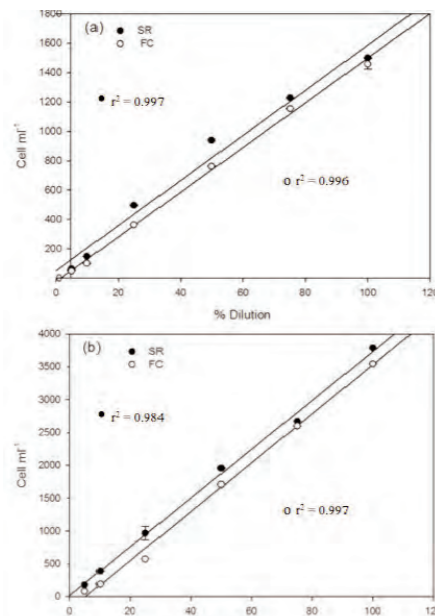 (a)
● SR
○ FC
● r² = 0.997
o r² = 0.996
1800
1600
1400
1200
1000
800
600
400
200
Cell ml⁻¹
0 20 40 60 80 100 120
% Dilution
(b)
● SR
○ FC
● r² = 0.984
o r² = 0.997
4000
3500
3000
2500
2000
1500
1000
500
0
Cell ml⁻¹
0 20 40 60 80 100 120